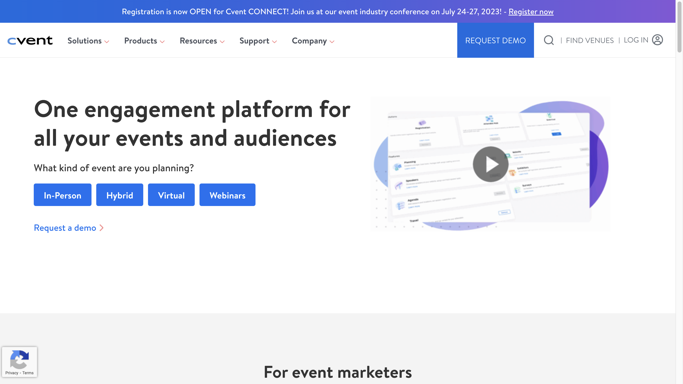 Registration is now OPEN for Cvent CONNECT! Join us at our event industry conference on July 24-27, 2023! - Register now
cvent
Solutions
Products
Resources
Support
Company
REQUEST DEMO
FIND VENUES
LOG IN
One engagement platform for
all your events and audiences
What kind of event are you planning?
In-Person
Hybrid
Virtual
Webinars
Request a demo
For event marketers
Privacy - Terms